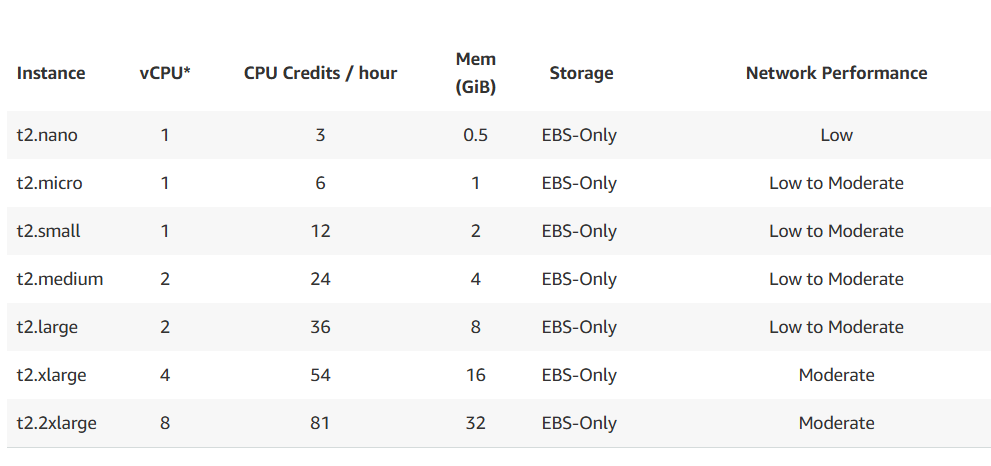 Instance vCPU* CPU Credits / hour Mem (GiB) Storage Network Performance
t2.nano 1 3 0.5 EBS-Only Low
t2.micro 1 6 1 EBS-Only Low to Moderate
t2.small 1 12 2 EBS-Only Low to Moderate
t2.medium 2 24 4 EBS-Only Low to Moderate
t2.large 2 36 8 EBS-Only Low to Moderate
t2.xlarge 4 54 16 EBS-Only Moderate
t2.2xlarge 8 81 32 EBS-Only Moderate